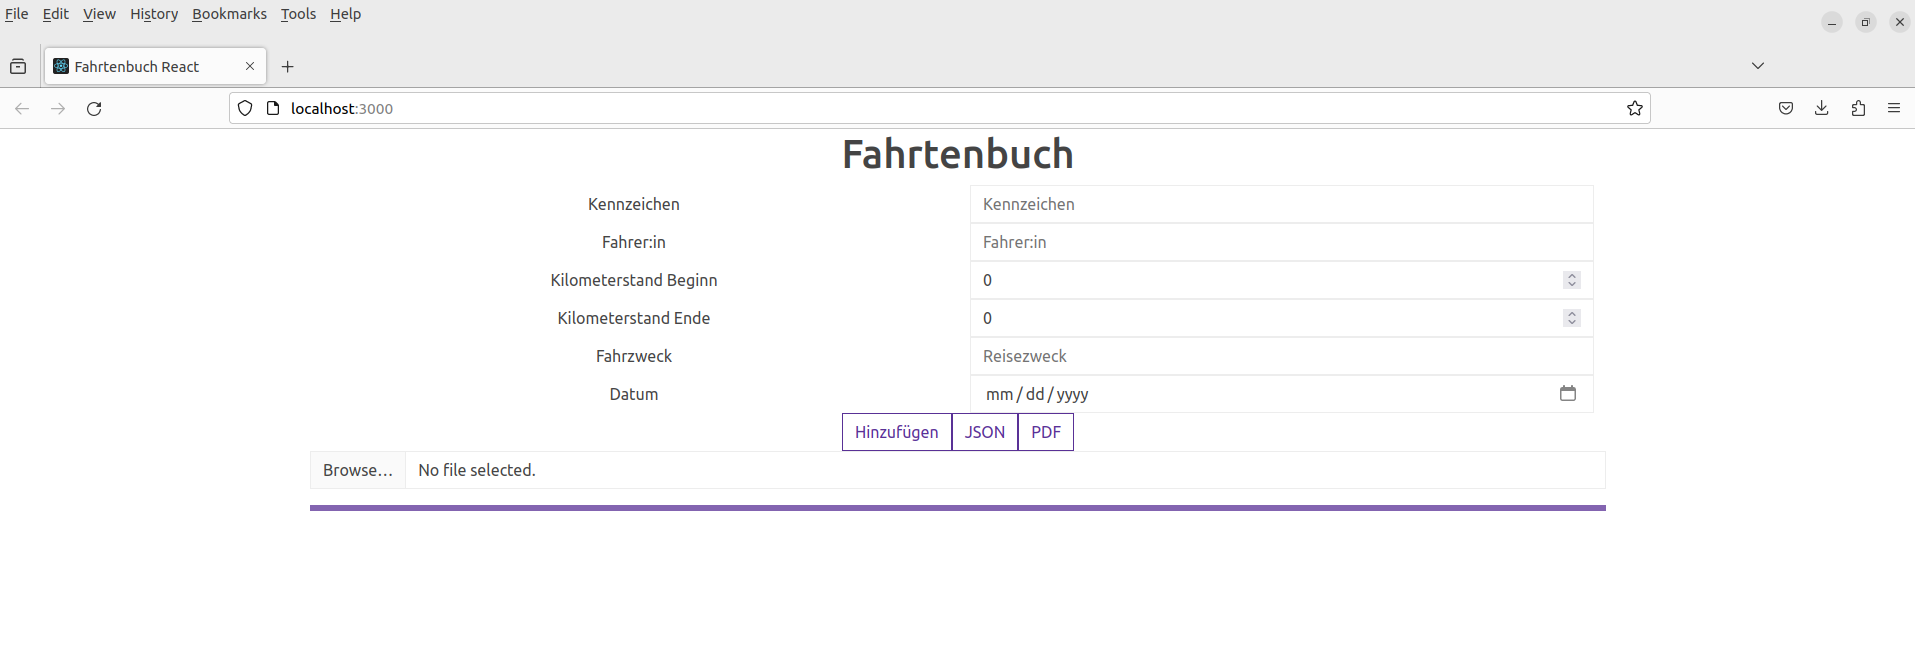 File Edit View History Bookmarks Tools Help
Fahrtenbuch React
localhost:3000
Fahrtenbuch
Kennzeichen Kennzeichen
Fahrer:in Fahrer:in
Kilometerstand Beginn 0
Kilometerstand Ende 0
Fahrzweck Reisezweck
Datum mm/dd/yyyy
Hinzufügen JSON PDF
Browse... No file selected.